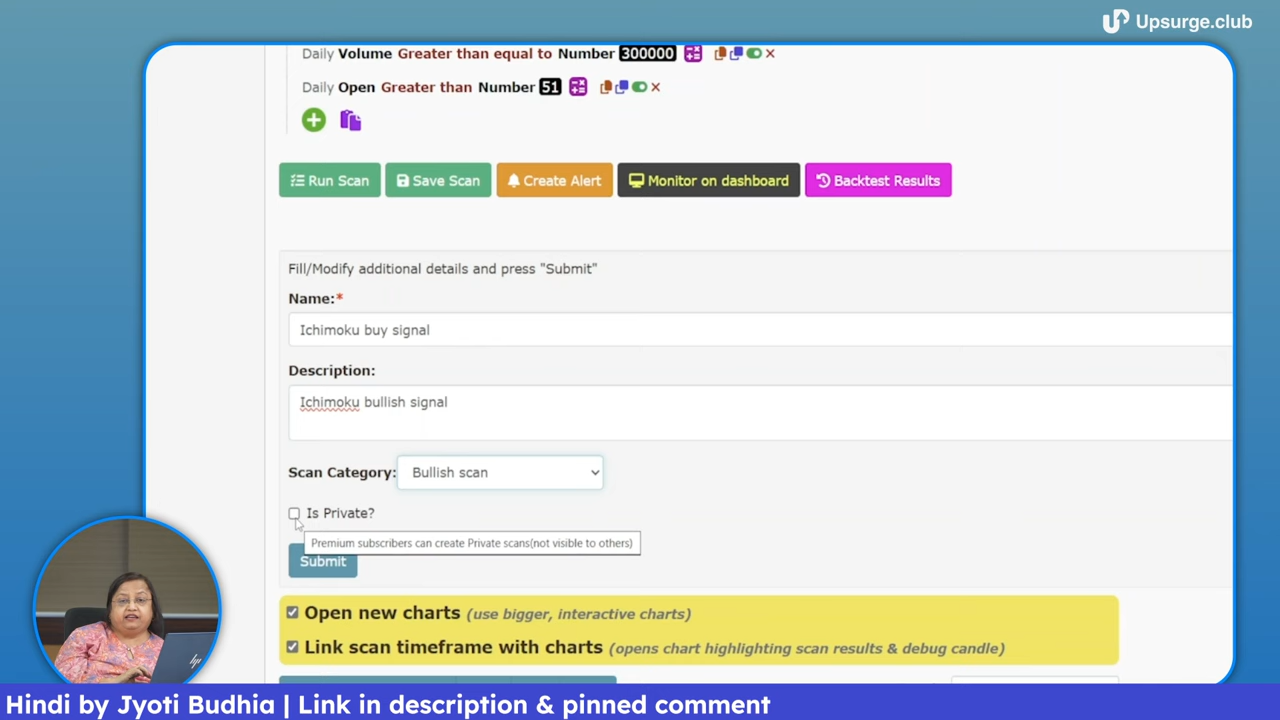 Upsurge.club
Daily Volume Greater than equal to Number 300000
Daily Open Greater than Number 51
Run Scan Save Scan Create Alert Monitor on dashboard Backtest Results
Fill/Modify additional details and press "Submit"
Name:*
Ichimoku buy signal
Description:
Ichimoku bullish signal
Scan Category: Bullish scan
Is Private?
Premium subscribers can create Private scans(not visible to others)
Submit
Open new charts (use bigger, interactive charts)
Link scan timeframe with charts (opens chart highlighting scan results & debug candle)
hp
Hindi by Jyoti Budhia | Link in description & pinned comment